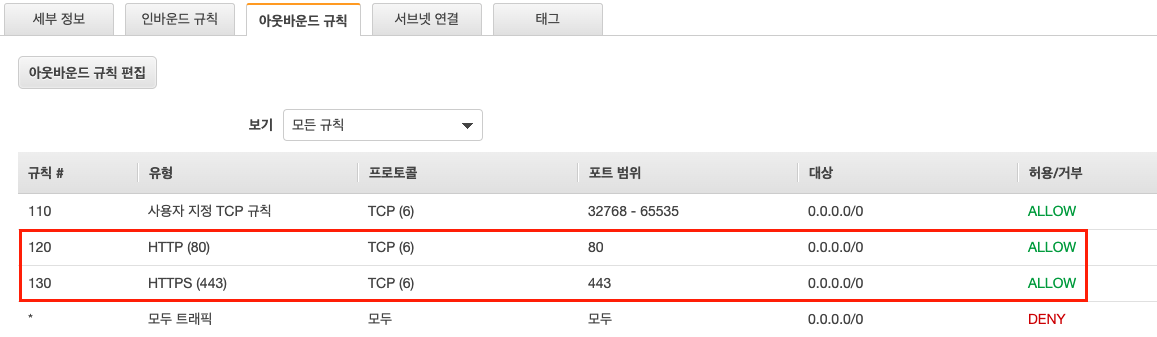 세부 정보 인바운드 규칙 아웃바운드 규칙 서브넷 연결 태그
아웃바운드 규칙 편집
보기 모든 규칙
규칙 # 유형 프로토콜 포트 범위 대상 허용/거부
110 사용자 지정 TCP 규칙 TCP (6) 32768 - 65535 0.0.0.0/0 ALLOW
120 HTTP (80) TCP (6) 80 0.0.0.0/0 ALLOW
130 HTTPS (443) TCP (6) 443 0.0.0.0/0 ALLOW
* 모두 트래픽 모두 모두 0.0.0.0/0 DENY